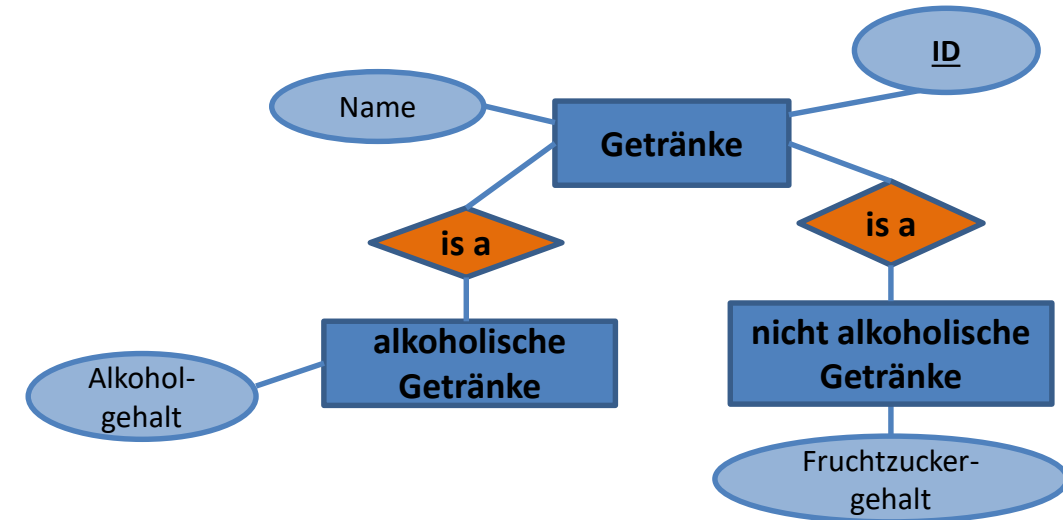 ID
Name
Getränke
is a
is a
alkoholische
Getränke
nicht alkoholische
Getränke
Alkohol-
gehalt
Fruchtzucker-
gehalt